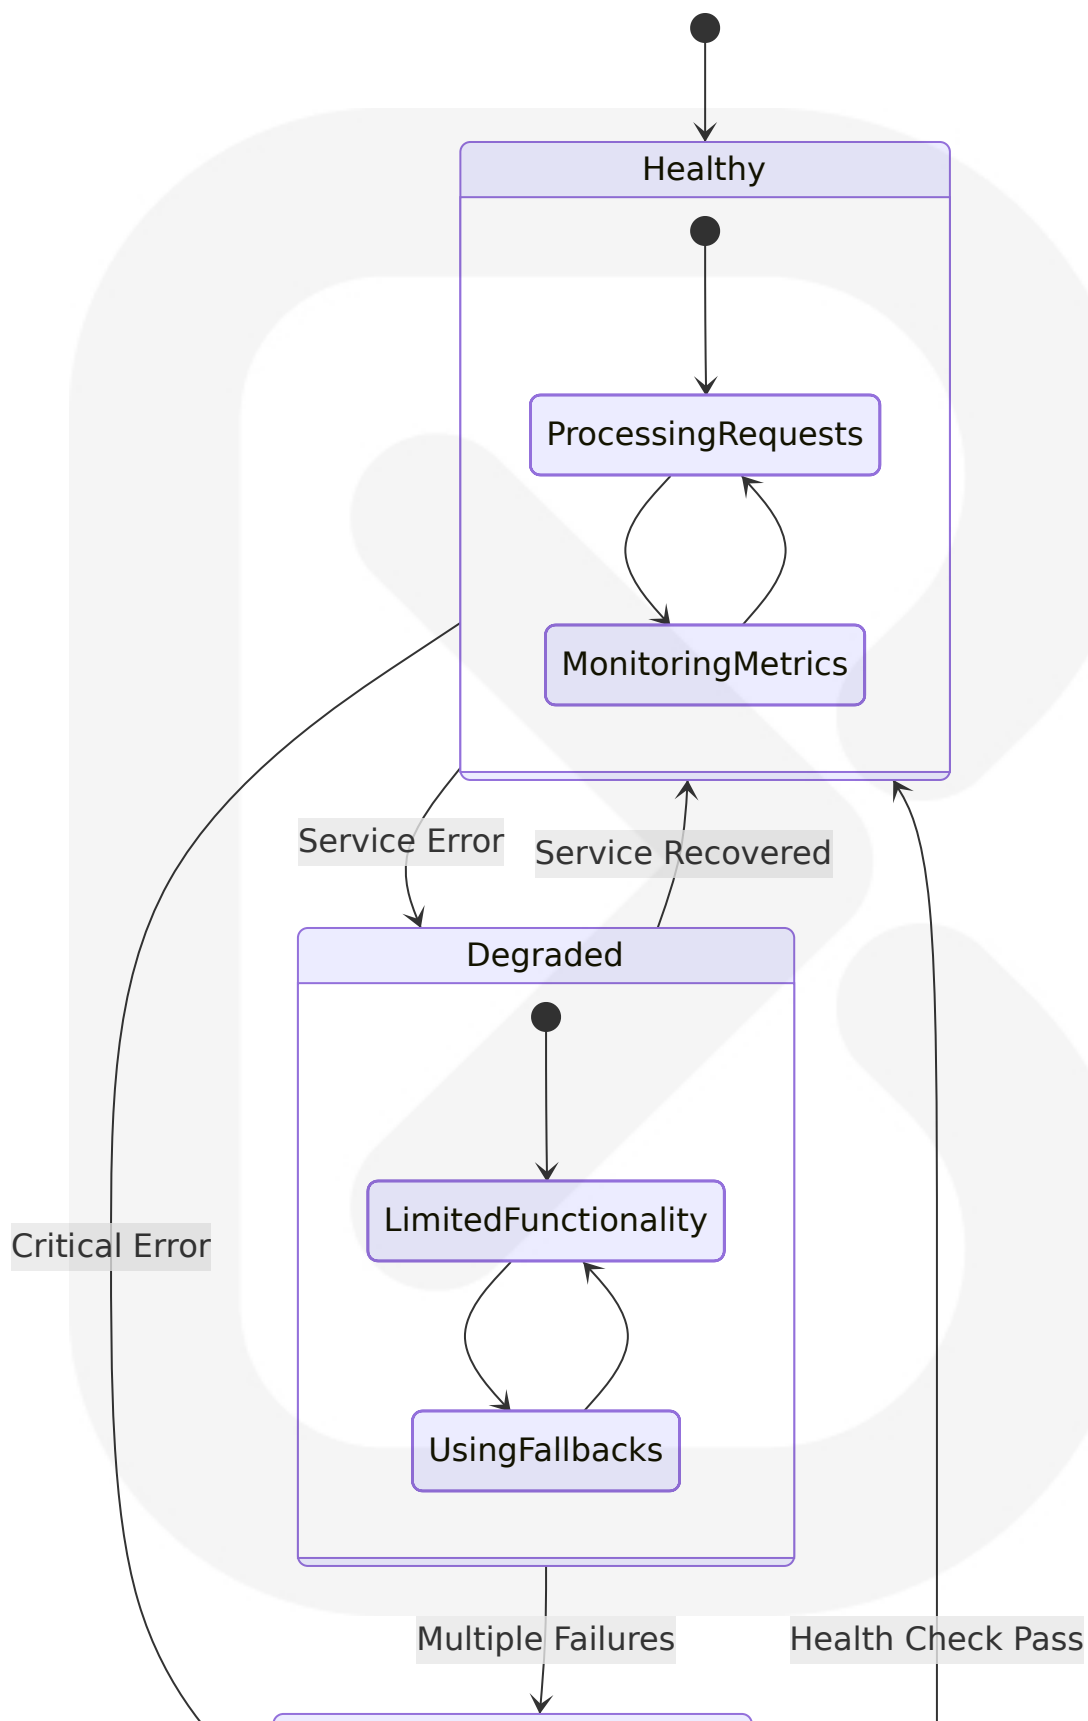 Healthy
ProcessingRequests
MonitoringMetrics
Service Error
Service Recovered
Degraded
LimitedFunctionality
Critical Error
UsingFallbacks
Multiple Failures
Health Check Pass